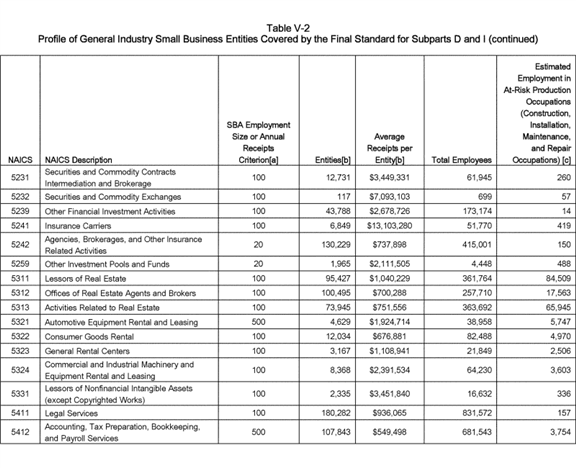 Table V-2
Profile of General Industry Small Business Entities Covered by the Final Standard for Subparts D and I (continued)
NAICS NAICS Description SBA Employment Size or Annual Receipts Criterion[a] Entities[b] Average Receipts per Entity[b] Total Employees Estimated Employment in At-Risk Production Occupations (Construction, Installation, Maintenance, and Repair Occupations) [c]
5231 Securities and Commodity Contracts Intermediation and Brokerage 100 12,731 $3,449,331 61,945 260
5232 Securities and Commodity Exchanges 100 117 $7,093,103 699 57
5239 Other Financial Investment Activities 100 43,788 $2,678,726 173,174 14
5241 Insurance Carriers 100 6,849 $13,103,280 51,770 419
5242 Agencies, Brokerages, and Other Insurance Related Activities 20 130,229 $737,898 415,001 150
5259 Other Investment Pools and Funds 20 1,965 $2,111,505 4,448 488
5311 Lessors of Real Estate 100 95,427 $1,040,229 361,764 84,509
5312 Offices of Real Estate Agents and Brokers 100 100,495 $700,288 257,710 17,563
5313 Activities Related to Real Estate 100 73,945 $751,556 363,692 65,945
5321 Automotive Equipment Rental and Leasing 500 4,629 $1,924,714 38,958 5,747
5322 Consumer Goods Rental 100 12,034 $676,881 82,488 4,970
5323 General Rental Centers 100 3,167 $1,108,941 21,849 2,506
5324 Commercial and Industrial Machinery and Equipment Rental and Leasing 100 8,368 $2,391,534 64,230 3,603
5331 Lessors of Nonfinancial Intangible Assets (except Copyrighted Works) 100 2,335 $3,451,840 16,632 336
5411 Legal Services 100 180,282 $936,065 831,572 157
5412 Accounting, Tax Preparation, Bookkeeping, and Payroll Services 500 107,843 $549,498 681,543 3,754